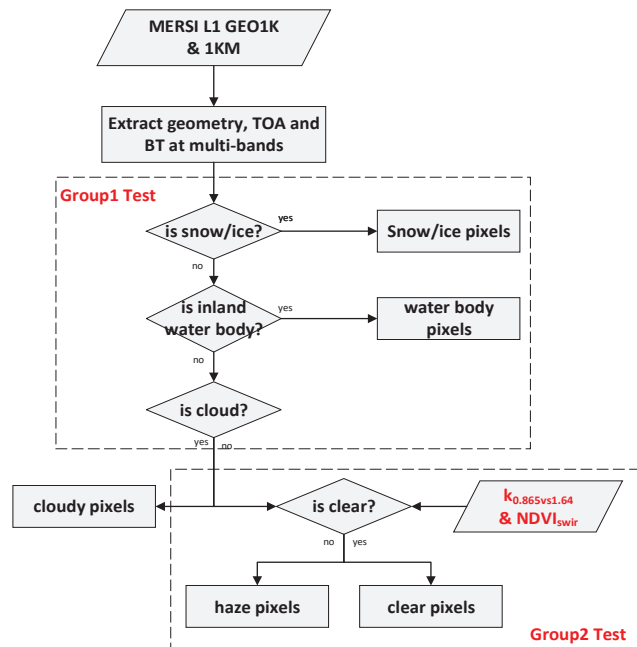 MERSI L1 GEO1K
& 1KM
Extract geometry, TOA and
BT at multi-bands
Group1 Test
is snow/ice?
yes
Snow/ice pixels
no
is inland
water body?
yes
water body
pixels
no
is cloud?
yes
no
cloudy pixels
is clear?
k0.865vs1.64
& NDVIswir
no
yes
haze pixels
clear pixels
Group2 Test